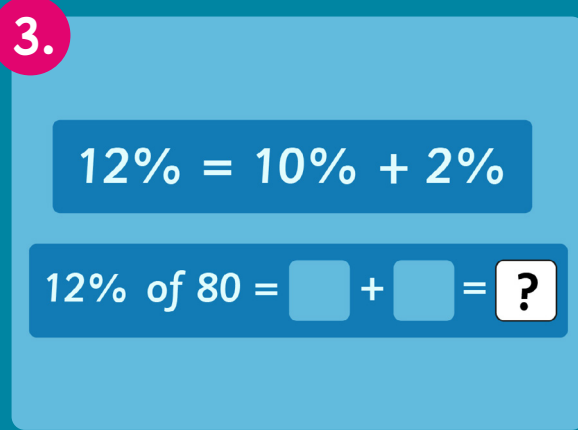 3.
12% = 10% + 2%
12% of 80 = + = ?